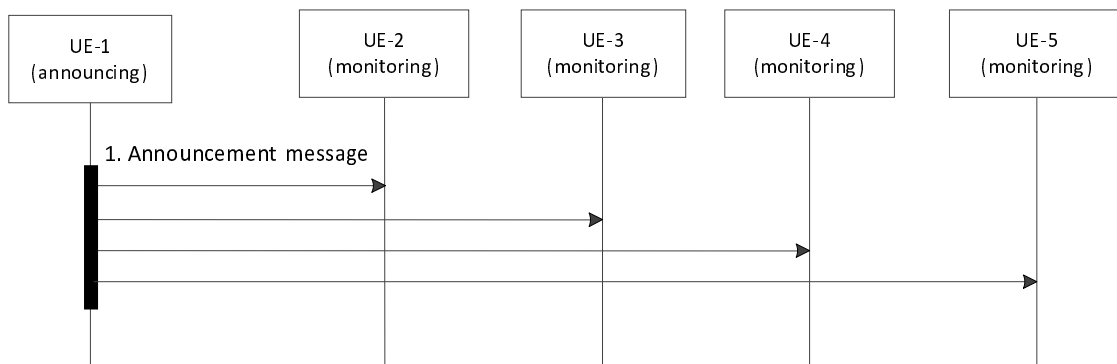 UE-1
(announcing)
UE-2
(monitoring)
UE-3
(monitoring)
UE-4
(monitoring)
UE-5
(monitoring)
1. Announcement message